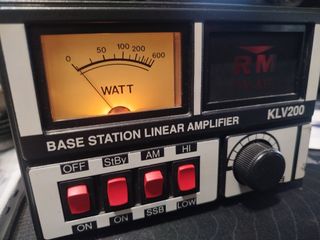 0 50 100 200 600
WATT
RM
BASE STATION LINEAR AMPLIFIER KLV200
OFF StBy AM HI
ON ON SSB LOW